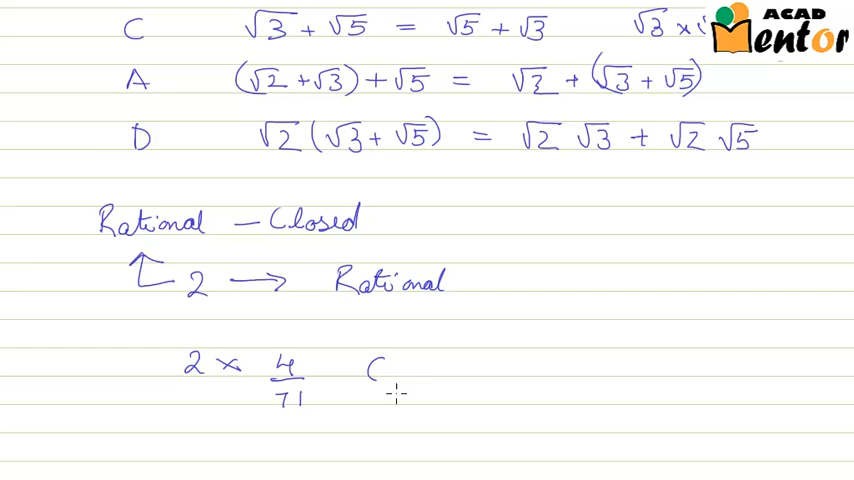 C √3 + √5 = √5 + √3 √3 × ACAD Mentor
A (√2 + √3) + √5 = √2 + (√3 + √5)
D √2 (√3 + √5) = √2 √3 + √2 √5
Rational – Closed
2 → Rational
2 × 4/71 (